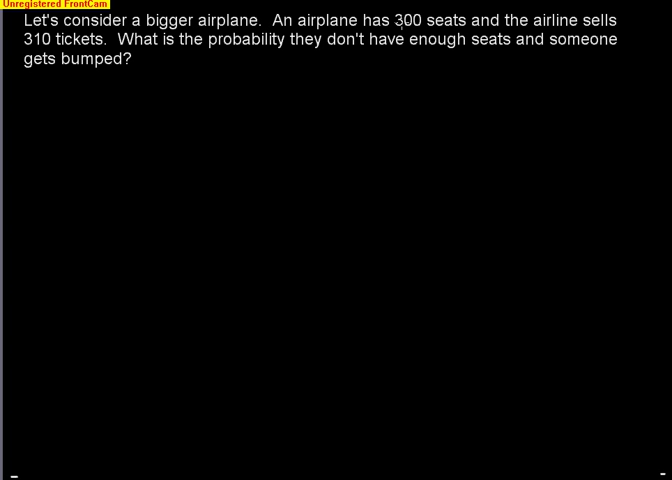 Unregistered FrontCam
Let's consider a bigger airplane. An airplane has 300 seats and the airline sells
310 tickets. What is the probability they don't have enough seats and someone
gets bumped?